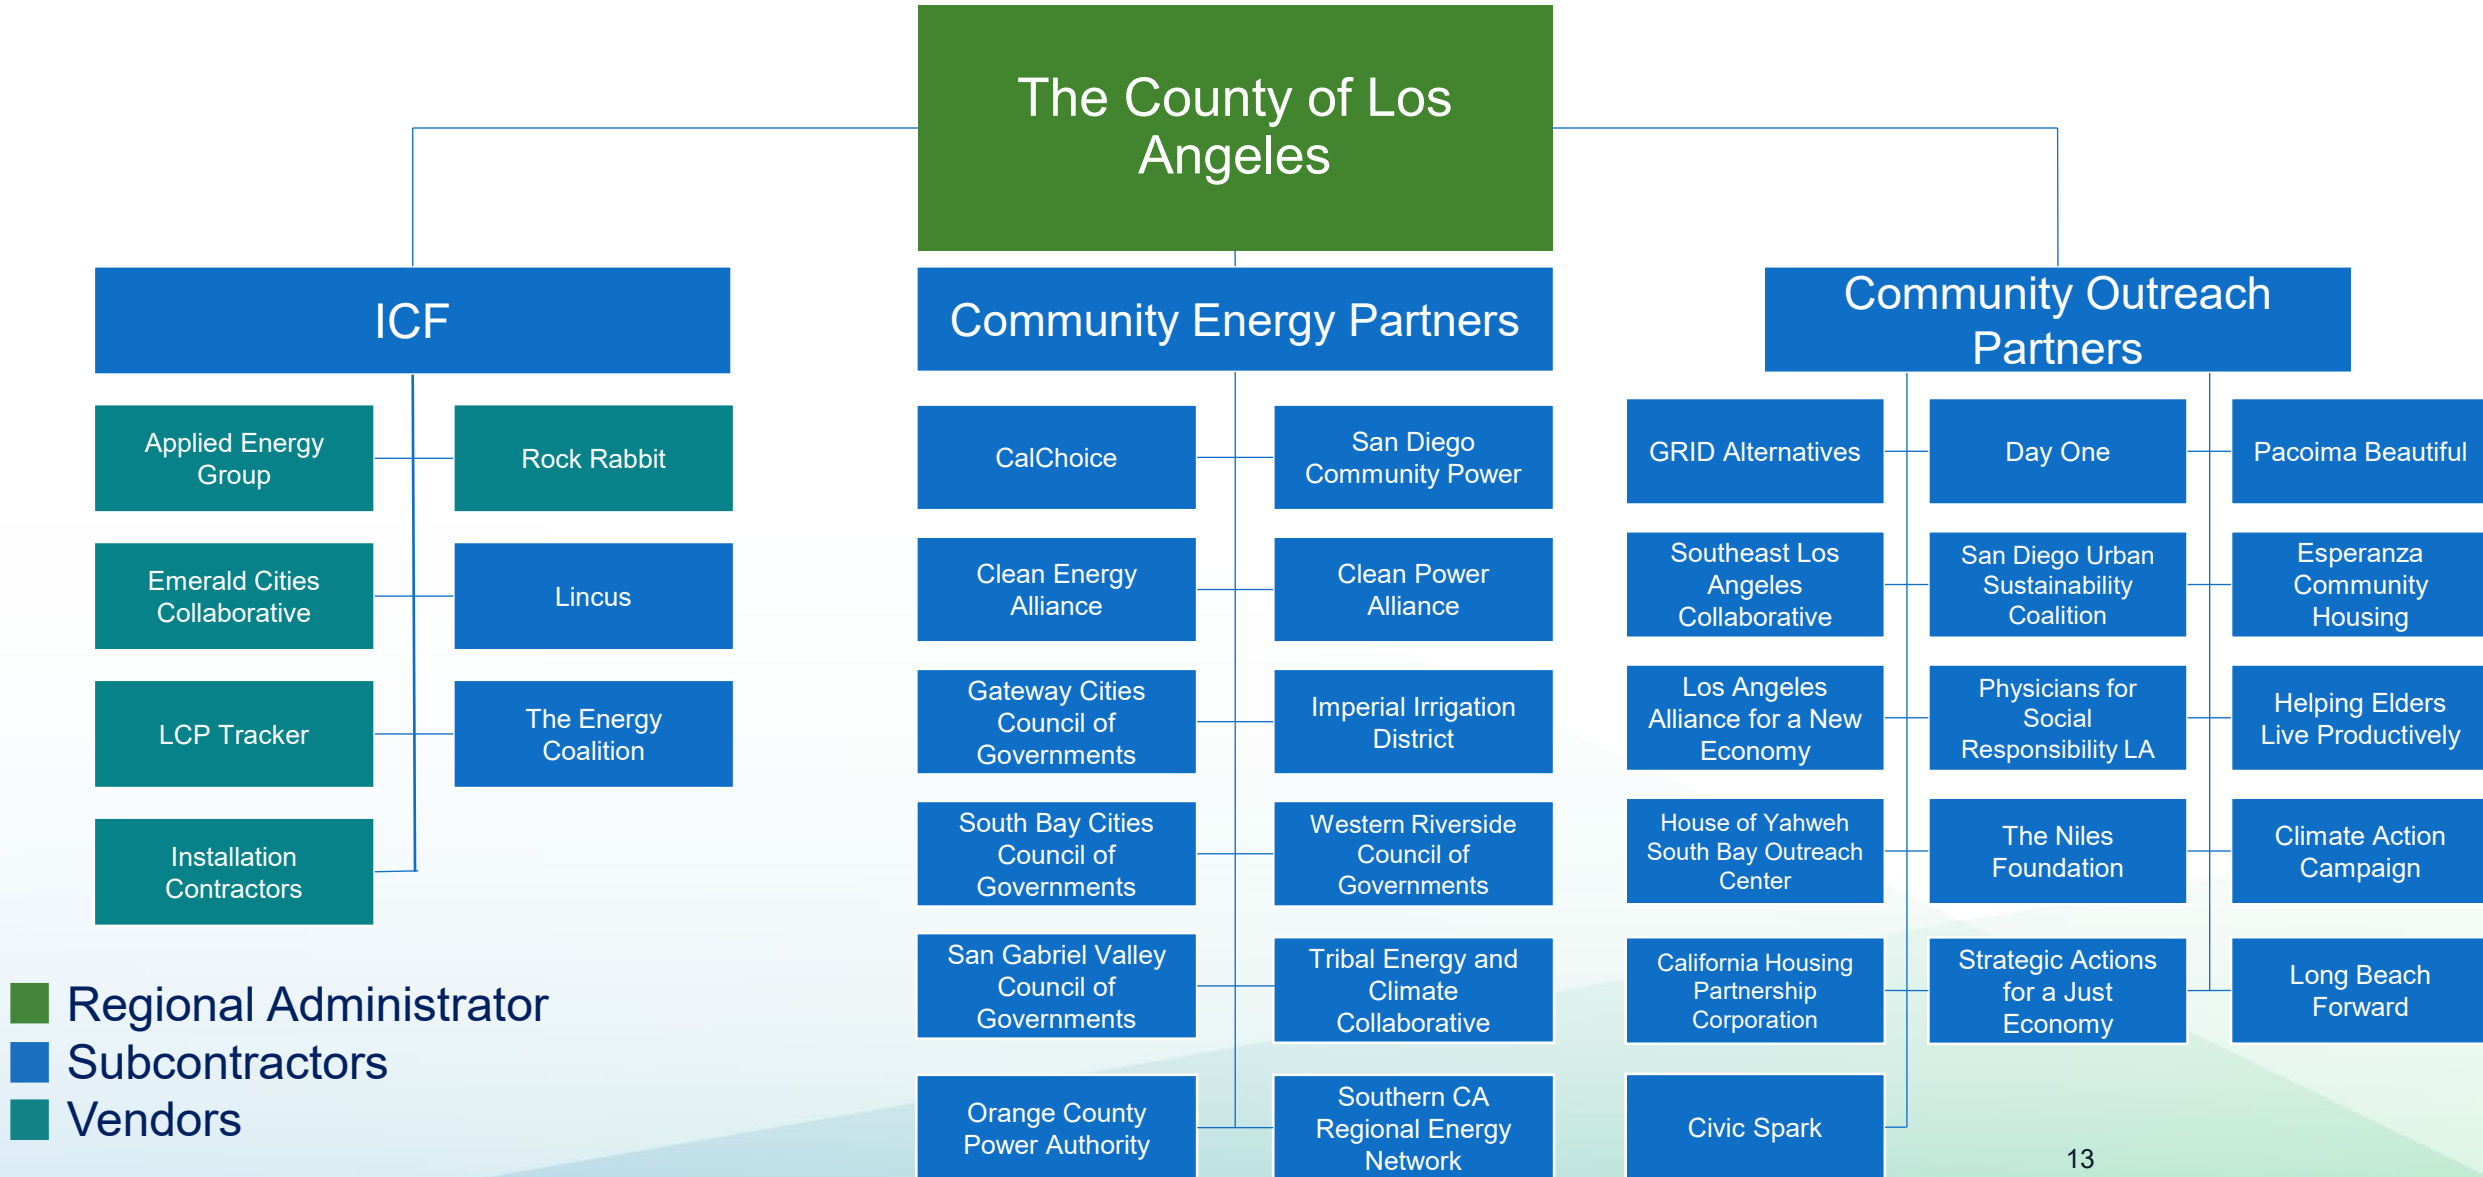 The County of Los
Angeles
ICF
Community Energy Partners
Community Outreach
Partners
Applied Energy
Group
Rock Rabbit
Emerald Cities
Collaborative
Lincus
LCP Tracker
The Energy
Coalition
Installation
Contractors
CalChoice
San Diego
Community Power
Clean Energy
Alliance
Clean Power
Alliance
Gateway Cities
Council of
Governments
Imperial Irrigation
District
South Bay Cities
Council of
Governments
Western Riverside
Council of
Governments
San Gabriel Valley
Council of
Governments
Tribal Energy and
Climate
Collaborative
Orange County
Power Authority
Southern CA
Regional Energy
Network
GRID Alternatives
Day One
Pacoima Beautiful
Southeast Los
Angeles
Collaborative
San Diego Urban
Sustainability
Coalition
Esperanza
Community
Housing
Los Angeles
Alliance for a New
Economy
Physicians for
Social
Responsibility LA
Helping Elders
Live Productively
House of Yahweh
South Bay Outreach
Center
The Niles
Foundation
Climate Action
Campaign
California Housing
Partnership
Corporation
Strategic Actions
for a Just
Economy
Long Beach
Forward
Civic Spark
Regional Administrator
Subcontractors
Vendors
13